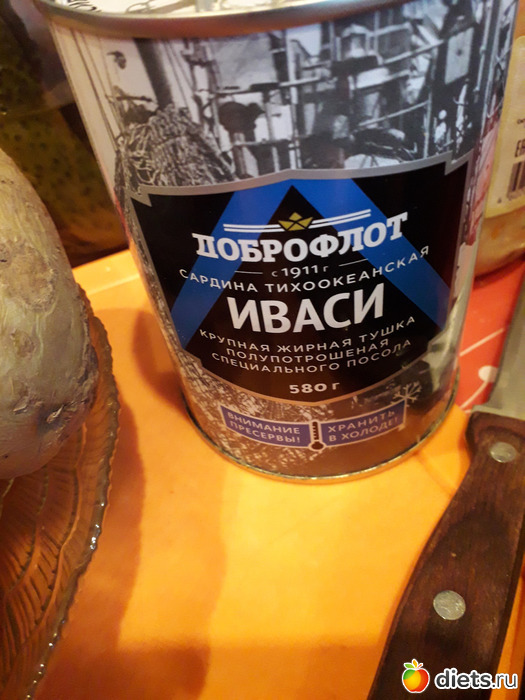 ДОБРОФЛОТ
с 1911 г
САРДИНА ТИХООКЕАНСКАЯ
ИВАСИ
КРУПНАЯ ЖИРНАЯ ТУШКА
ПОЛУПОТРОШЕНАЯ
СПЕЦИАЛЬНОГО ПОСОЛА
580 г
ВНИМАНИЕ ХРАНИТЬ
ПРЕСЕРВЫ! В ХОЛОДЕ!
diets.ru